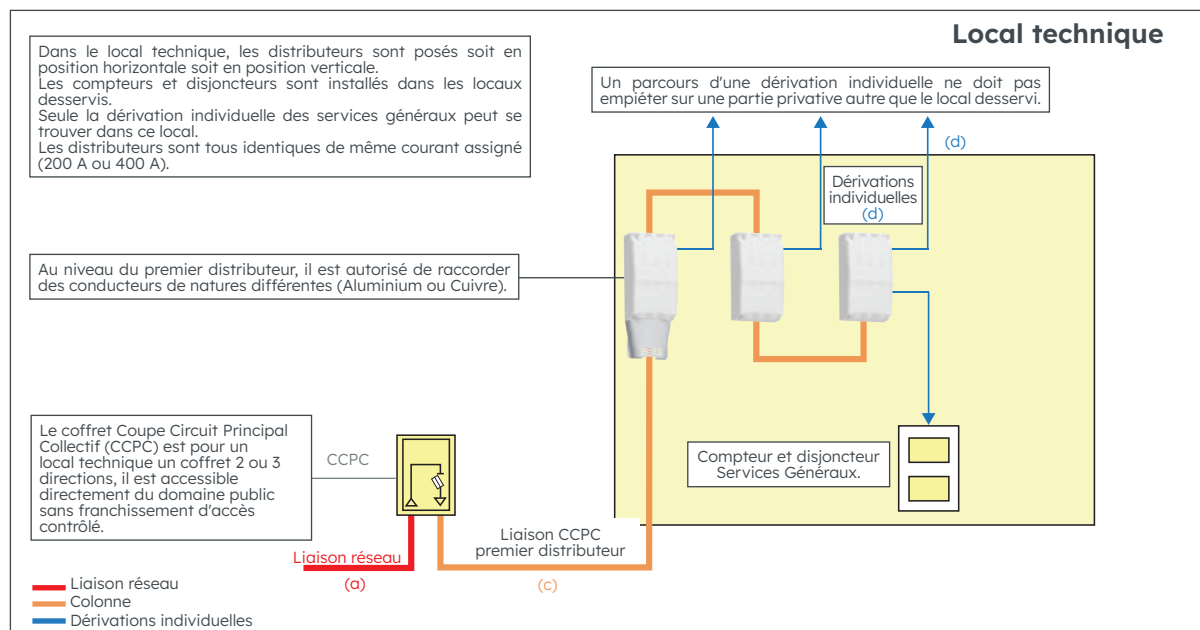 Local technique
Dans le local technique, les distributeurs sont posés soit en
position horizontale soit en position verticale.
Les compteurs et disjoncteurs sont installés dans les locaux
desservis.
Seule la dérivation individuelle des services généraux peut se
trouver dans ce local.
Les distributeurs sont tous identiques de même courant assigné
(200 A ou 400 A).
Un parcours d'une dérivation individuelle ne doit pas
empiéter sur une partie privative autre que le local desservi.
(d)
Dérivations
individuelles
(d)
Au niveau du premier distributeur, il est autorisé de raccorder
des conducteurs de natures différentes (Aluminium ou Cuivre).
Le coffret Coupe Circuit Principal
Collectif (CCPC) est pour un
local technique un coffret 2 ou 3
directions, il est accessible
directement du domaine public
sans franchissement d'accès
contrôlé.
CCPC
Compteur et disjoncteur
Services Généraux.
Liaison CCPC
premier distributeur
(c)
Liaison réseau
(a)
Liaison réseau
Colonne
Dérivations individuelles